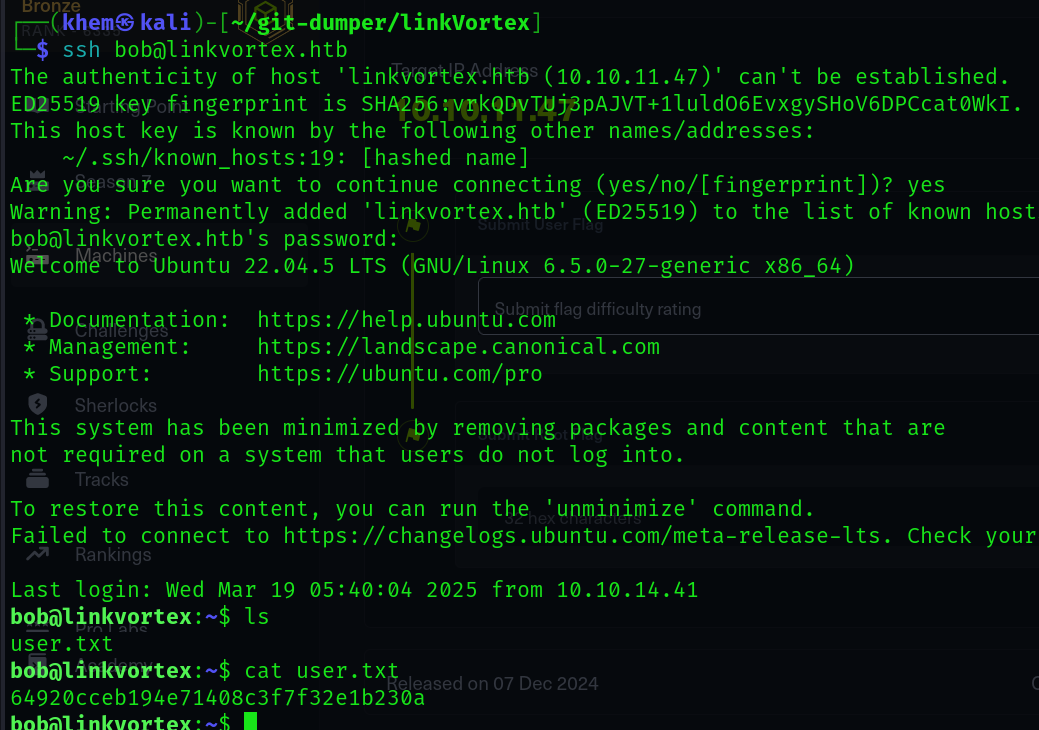 Bronze
RANK
┌──(khem㉿kali)-[~/git-dumper/linkVortex]
└─$ ssh bob@linkvortex.htb
The authenticity of host 'linkvortex.htb (10.10.11.47)' can't be established.
Target IP Address
ED25519 key fingerprint is SHA256:vrkQDvTUj3pAJVT+1luldO6EvxgySHoV6DPCcat0WkI.
Starting Point
10.10.11.47
This host key is known by the following other names/addresses:
~/.ssh/known_hosts:19: [hashed name]
Are you sure you want to continue connecting (yes/no/[fingerprint])? yes
Season 7
Warning: Permanently added 'linkvortex.htb' (ED25519) to the list of known host
Submit User Flag
bob@linkvortex.htb's password:
Machines
Welcome to Ubuntu 22.04.5 LTS (GNU/Linux 6.5.0-27-generic x86_64)
Submit flag difficulty rating
* Documentation: https://help.ubuntu.com
Challenges
* Management: https://landscape.canonical.com
* Support: https://ubuntu.com/pro
Sherlocks
This system has been minimized by removing packages and content that are
Submit Root Flag
not required on a system that users do not log into.
Tracks
To restore this content, you can run the 'unminimize' command.
32 hex characters
Failed to connect to https://changelogs.ubuntu.com/meta-release-lts. Check your
Rankings
Last login: Wed Mar 19 05:40:04 2025 from 10.10.14.41
bob@linkvortex:~$ ls
Pro Labs
user.txt
bob@linkvortex:~$ cat user.txt
Academy
Released on 07 Dec 2024
64920cceb194e71408c3f7f32e1b230a
bob@linkvortex:~$